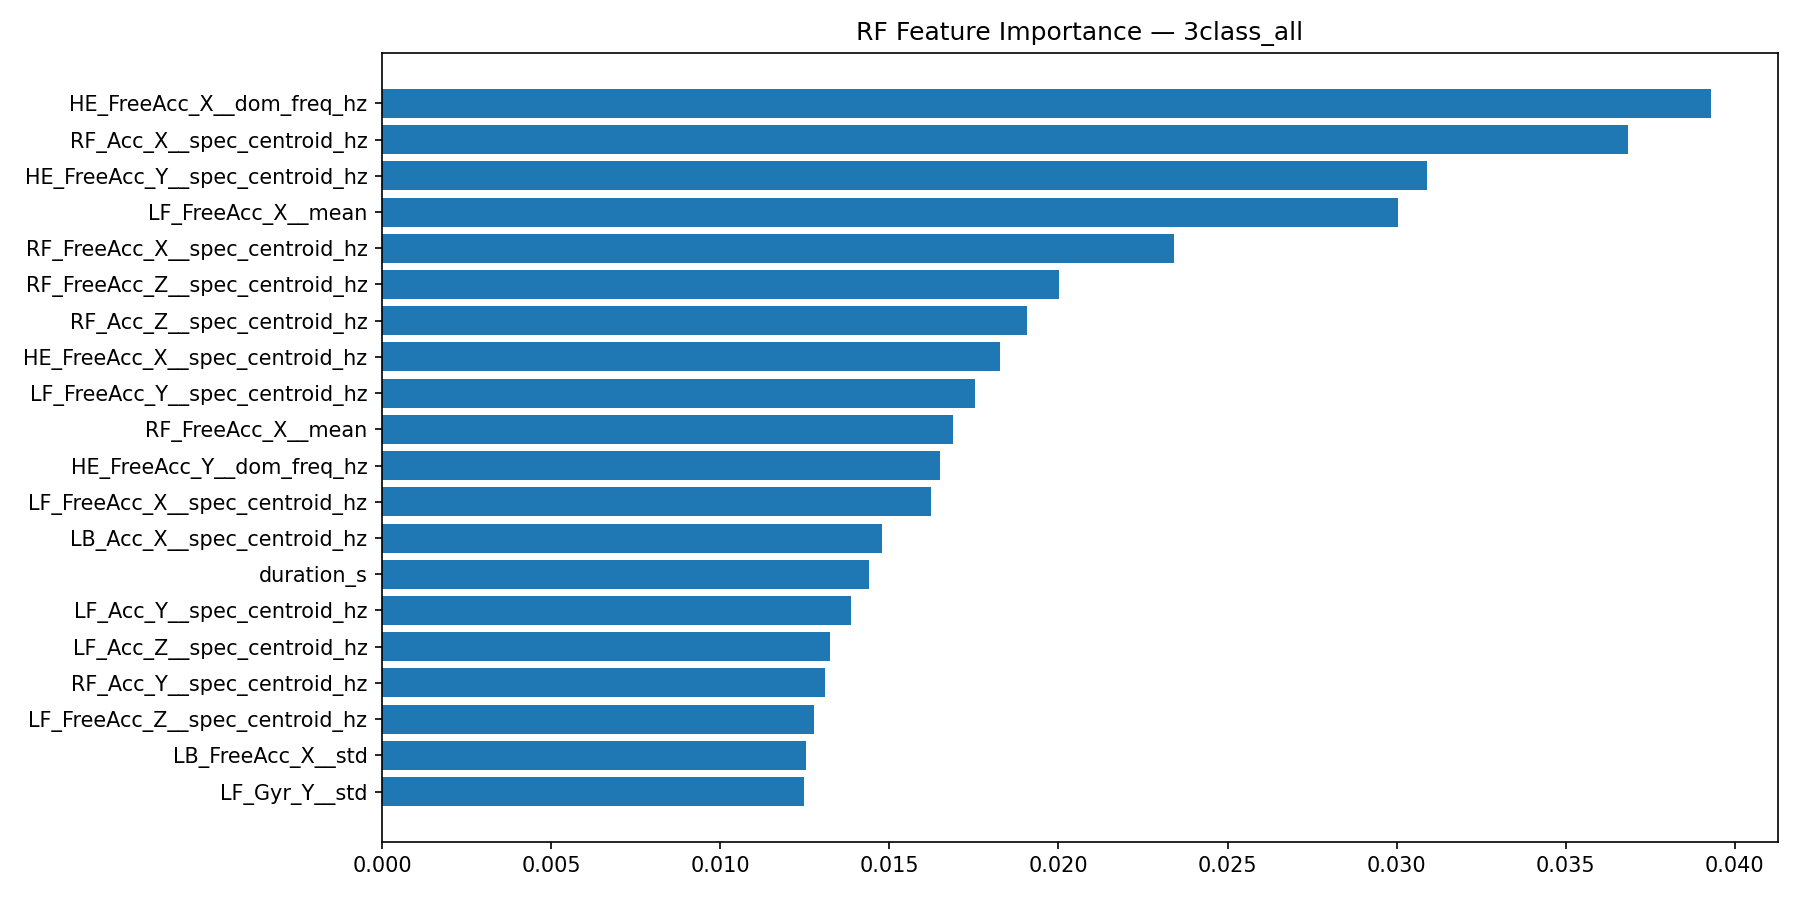 RF Feature Importance — 3class_all
HE_FreeAcc_X__dom_freq_hz
RF_Acc_X__spec_centroid_hz
HE_FreeAcc_Y__spec_centroid_hz
LF_FreeAcc_X__mean
RF_FreeAcc_X__spec_centroid_hz
RF_FreeAcc_Z__spec_centroid_hz
RF_Acc_Z__spec_centroid_hz
HE_FreeAcc_X__spec_centroid_hz
LF_FreeAcc_Y__spec_centroid_hz
RF_FreeAcc_X__mean
HE_FreeAcc_Y__dom_freq_hz
LF_FreeAcc_X__spec_centroid_hz
LB_Acc_X__spec_centroid_hz
duration_s
LF_Acc_Y__spec_centroid_hz
LF_Acc_Z__spec_centroid_hz
RF_Acc_Y__spec_centroid_hz
LF_FreeAcc_Z__spec_centroid_hz
LB_FreeAcc_X__std
LF_Gyr_Y__std
0.000 0.005 0.010 0.015 0.020 0.025 0.030 0.035 0.040